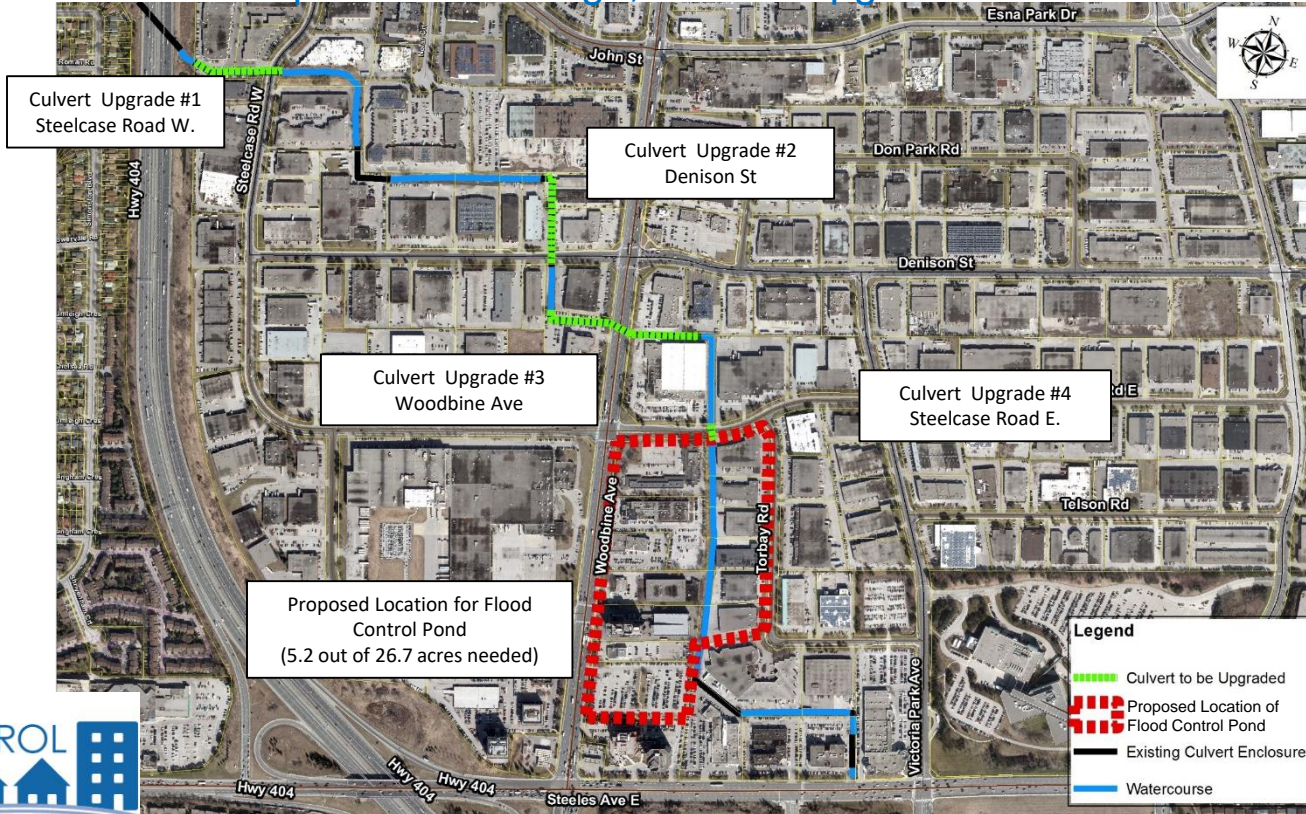 Esna Park Dr
N
W
E
S
John St
Roman Rd
Culvert Upgrade #1
Steelcase Road W.
Steelcase Rd W
Hwy 404
Culvert Upgrade #2
Denison St
Don Park Rd
Denison St
Culvert Upgrade #3
Woodbine Ave
Culvert Upgrade #4
Steelcase Road E.
Rd E
Telson Rd
Woodbine Ave
Torbay Rd
Proposed Location for Flood
Control Pond
(5.2 out of 26.7 acres needed)
Victoria Park Ave
Legend
Culvert to be Upgraded
Proposed Location of
Flood Control Pond
Existing Culvert Enclosure
Watercourse
ROL
Hwy 404
Hwy 404
Hwy 404
Steeles Ave E